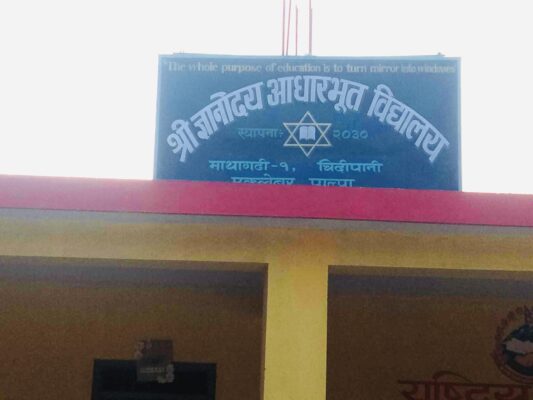 "The whole purpose of education is to turn mirror into windows"
श्री ज्ञानोदय आधारभूत विद्यालय
स्थापनाः २०३०
माथागढी-१, त्रिदीपानी
पाल्पा
राष्ट्रिय